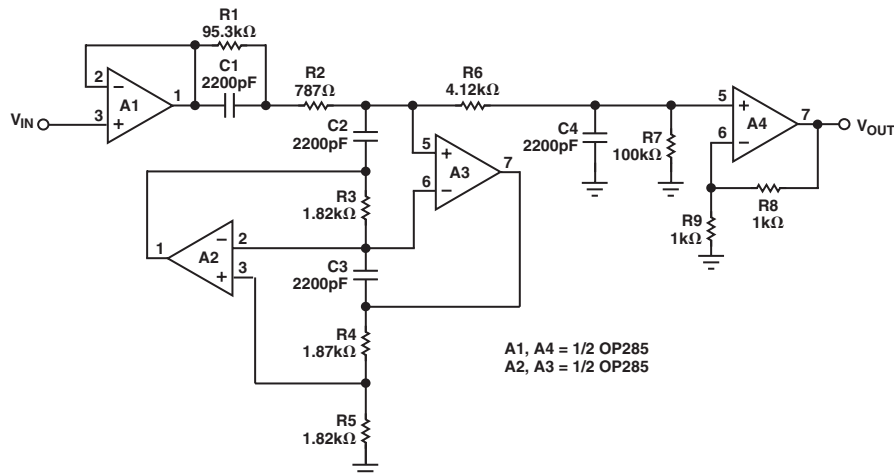 R1
95.3kΩ
C1
2200pF
2
−
A1
1
3
+
VIN
R2
787Ω
R6
4.12kΩ
C2
2200pF
5
+
A3
7
6
−
C4
2200pF
R7
100kΩ
5
+
A4
7
6
−
VOUT
R8
1kΩ
R9
1kΩ
R3
1.82kΩ
1
A2
−
2
+
3
C3
2200pF
R4
1.87kΩ
R5
1.82kΩ
A1, A4 = 1/2 OP285
A2, A3 = 1/2 OP285